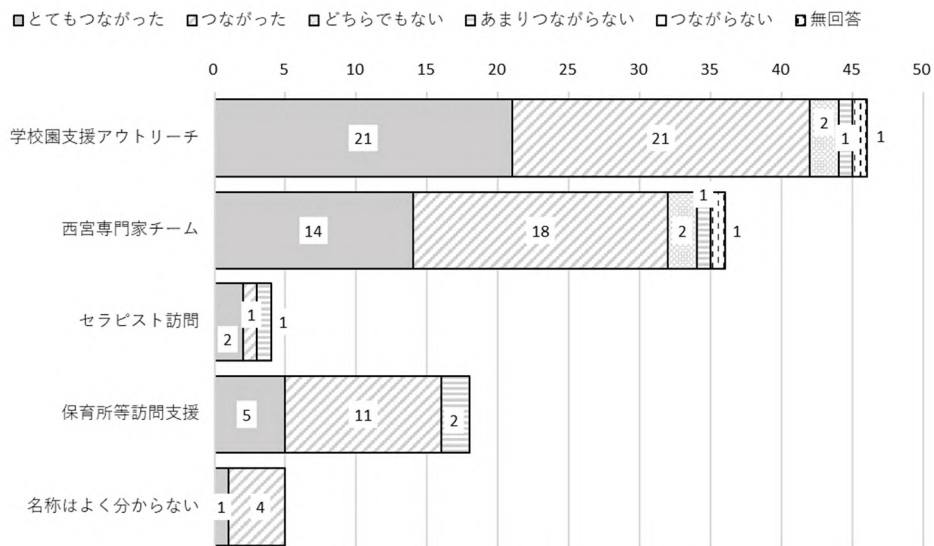 とてもつながった つながった どちらでもない あまりつながらない つながらない 無回答
0 5 10 15 20 25 30 35 40 45 50
学校園支援アウトリーチ 21 21 2 1 1
西宮専門家チーム 14 18 2 1 1
セラピスト訪問 2 1 1
保育所等訪問支援 5 11 2
名称はよく分からない 1 4